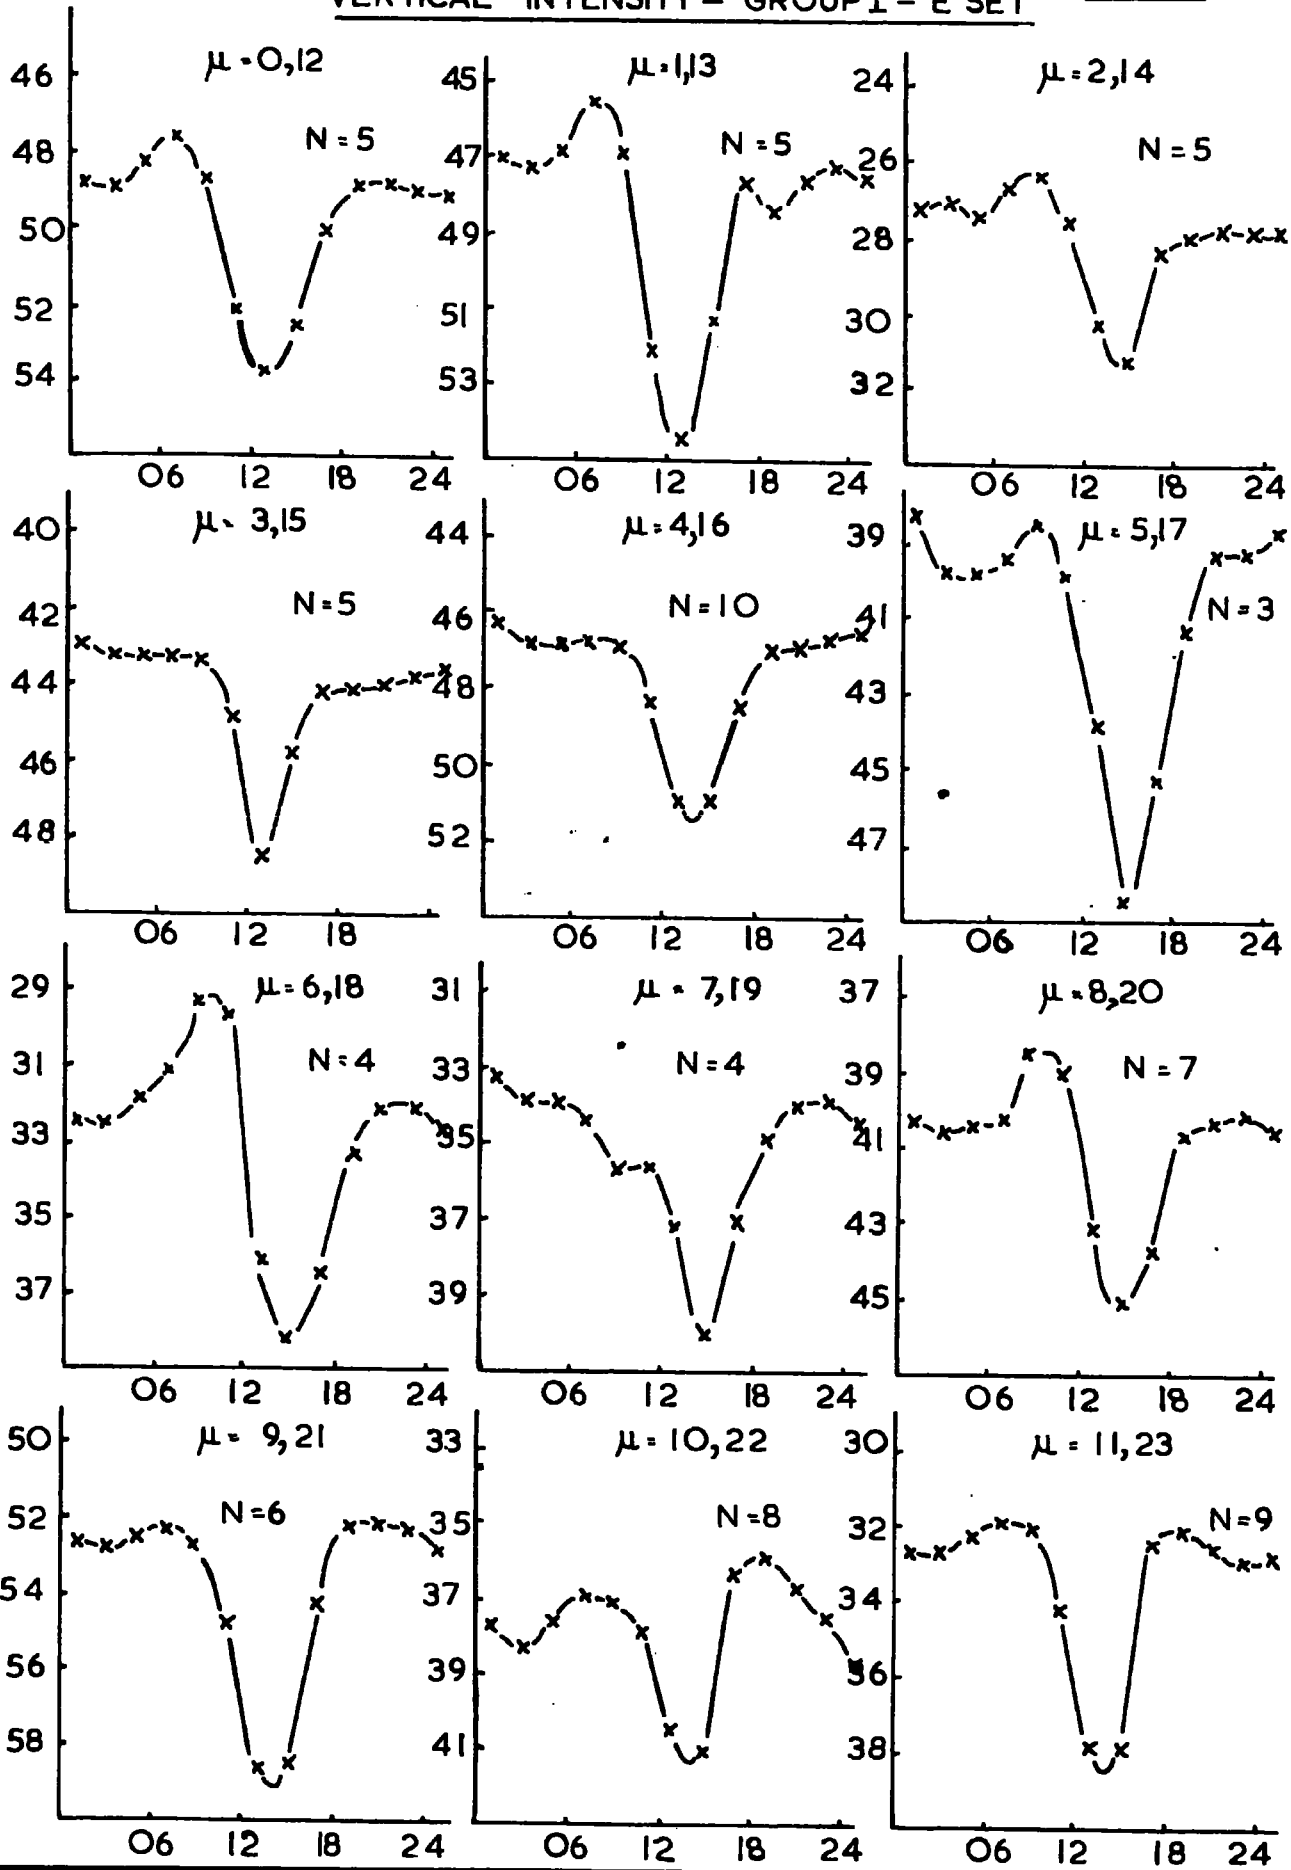 VERTICAL INTENSITY - GROUP I - E SET
μ = 0,12
N = 5
46
48
50
52
54
06 12 18 24
μ = 1,13
N = 5
45
47
49
51
53
06 12 18 24
μ = 2,14
N = 5
24
26
28
30
32
06 12 18 24
μ = 3,15
N = 5
40
42
44
46
48
06 12 18
μ = 4,16
N = 10
44
46
48
50
52
06 12 18 24
μ = 5,17
N = 3
39
41
43
45
47
06 12 18 24
μ = 6,18
N = 4
29
31
33
35
37
06 12 18 24
μ = 7,19
N = 4
31
33
35
37
39
06 12 18 24
μ = 8,20
N = 7
37
39
41
43
45
06 12 18 24
μ = 9,21
N = 6
50
52
54
56
58
06 12 18 24
μ = 10,22
N = 8
33
35
37
39
41
06 12 18 24
μ = 11,23
N = 9
30
32
34
36
38
06 12 18 24